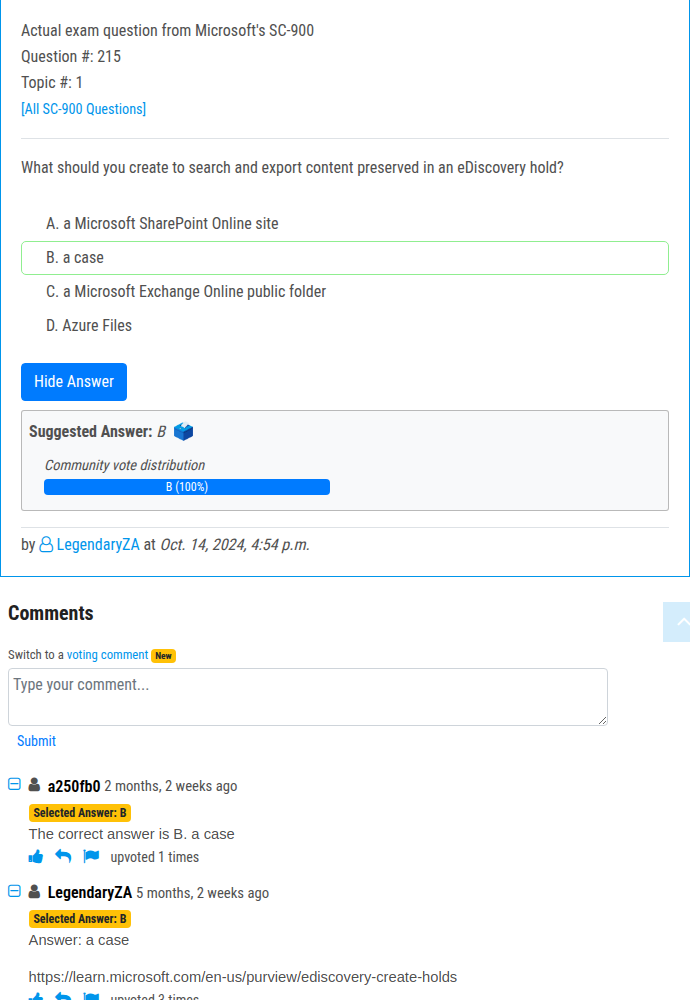 Actual exam question from Microsoft's SC-900
Question #: 215
Topic #: 1
[All SC-900 Questions]
What should you create to search and export content preserved in an eDiscovery hold?
A. a Microsoft SharePoint Online site
B. a case
C. a Microsoft Exchange Online public folder
D. Azure Files
Hide Answer
Suggested Answer: B
Community vote distribution
B (100%)
by LegendaryZA at Oct. 14, 2024, 4:54 p.m.
Comments
Switch to a voting comment New
Type your comment...
Submit
a250fb0 2 months, 2 weeks ago
Selected Answer: B
The correct answer is B. a case
upvoted 1 times
LegendaryZA 5 months, 2 weeks ago
Selected Answer: B
Answer: a case
https://learn.microsoft.com/en-us/purview/ediscovery-create-holds
upvoted 3 times